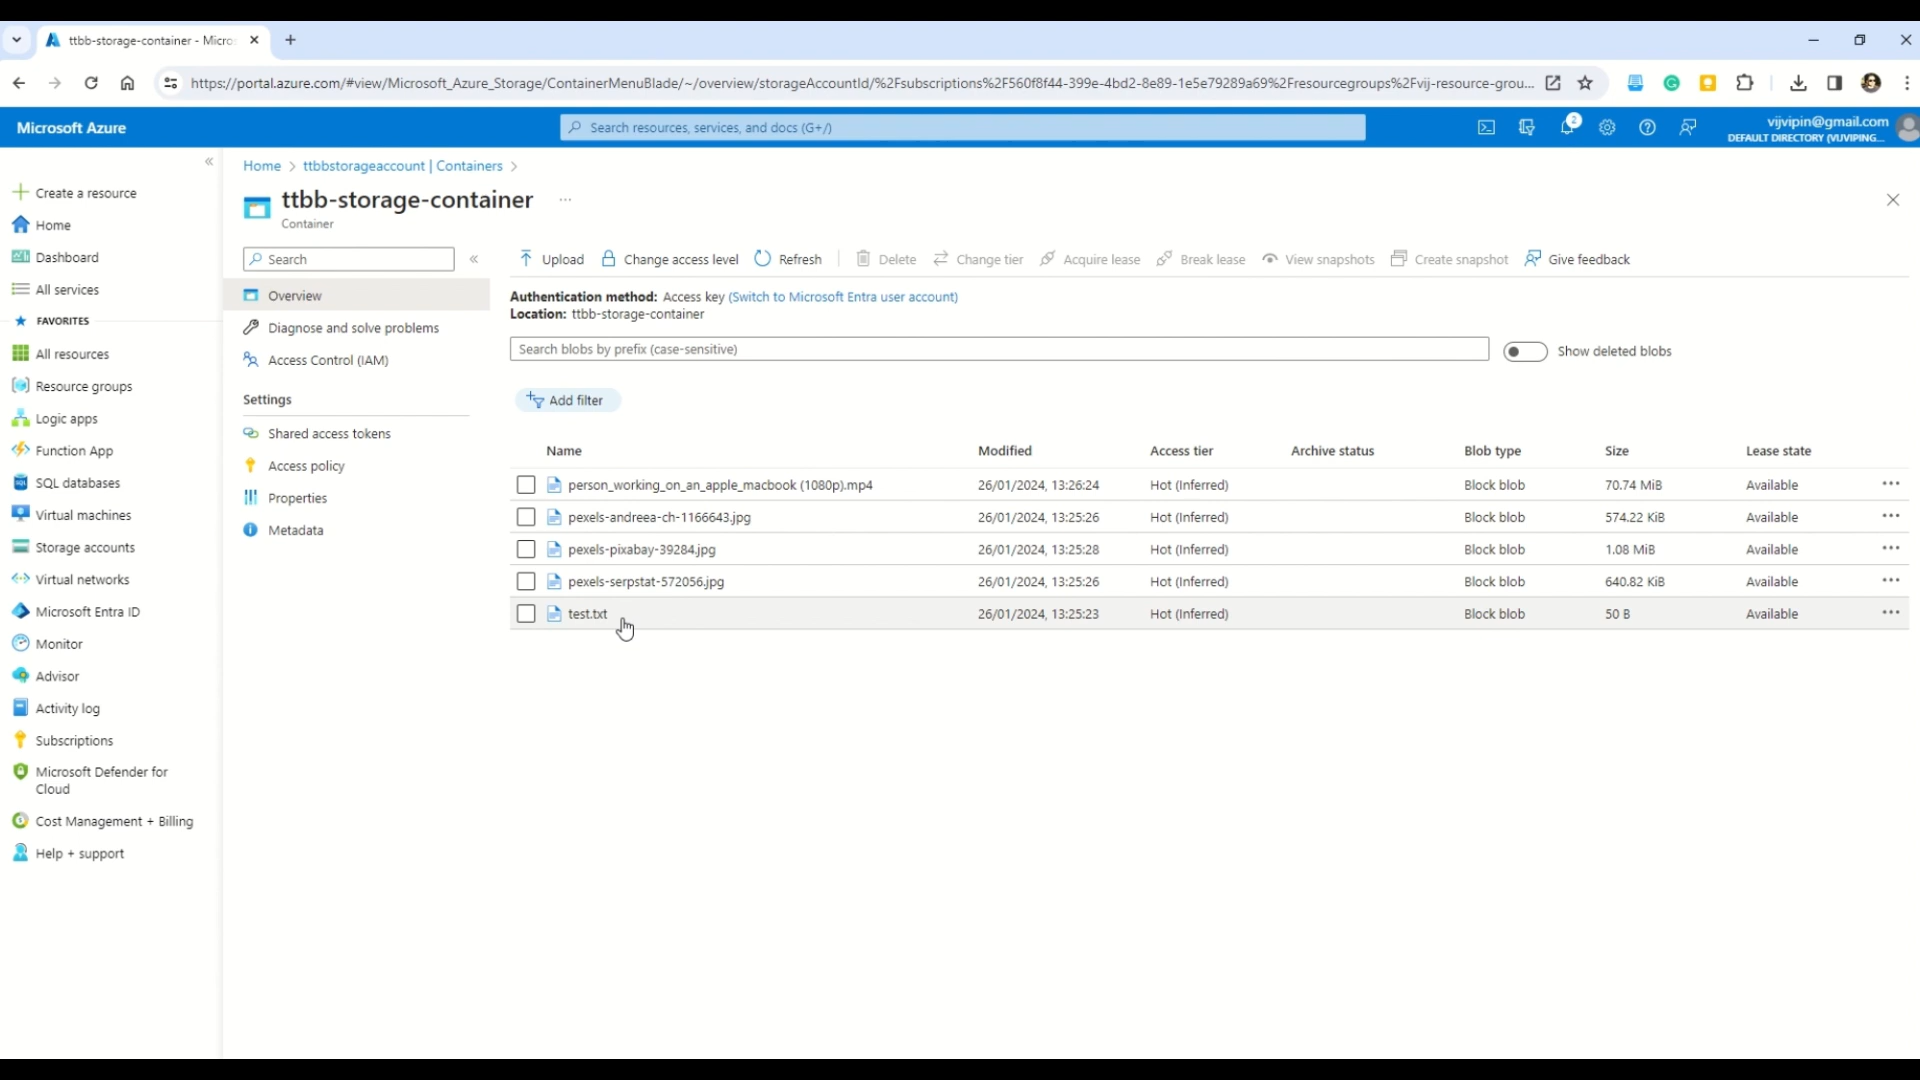 ttbb-storage-container - Micro
https://portal.azure.com/#view/Microsoft_Azure_Storage/ContainerMenuBlade/~/overview/storageAccountId/%2Fsubscriptions%2F560f8f44-399e-4bd2-8e89-1e5e79289a69%2Fresourcegroups%2Fvij-resource-grou...
Microsoft Azure
Search resources, services, and docs (G+/)
2
vijvipin@gmail.com
DEFAULT DIRECTORY (VIJVIPING...
Create a resource
Home
Dashboard
All services
FAVORITES
All resources
Resource groups
Logic apps
Function App
SQL databases
Virtual machines
Storage accounts
Virtual networks
Microsoft Entra ID
Monitor
Advisor
Activity log
Subscriptions
Microsoft Defender for
Cloud
Cost Management + Billing
Help + support
Home > ttbbstorageaccount | Containers >
ttbb-storage-container ...
Container
Search
Overview
Diagnose and solve problems
Access Control (IAM)
Settings
Shared access tokens
Access policy
Properties
Metadata
Upload Change access level Refresh Delete Change tier Acquire lease Break lease View snapshots Create snapshot Give feedback
Authentication method: Access key (Switch to Microsoft Entra user account)
Location: ttbb-storage-container
Search blobs by prefix (case-sensitive)
Show deleted blobs
Add filter
Name Modified Access tier Archive status Blob type Size Lease state
person_working_on_an_apple_macbook (1080p).mp4 26/01/2024, 13:26:24 Hot (Inferred) Block blob 70.74 MiB Available ...
pexels-andreea-ch-1166643.jpg 26/01/2024, 13:25:26 Hot (Inferred) Block blob 574.22 KiB Available ...
pexels-pixabay-39284.jpg 26/01/2024, 13:25:28 Hot (Inferred) Block blob 1.08 MiB Available ...
pexels-serpstat-572056.jpg 26/01/2024, 13:25:26 Hot (Inferred) Block blob 640.82 KiB Available ...
test.txt 26/01/2024, 13:25:23 Hot (Inferred) Block blob 50 B Available ...